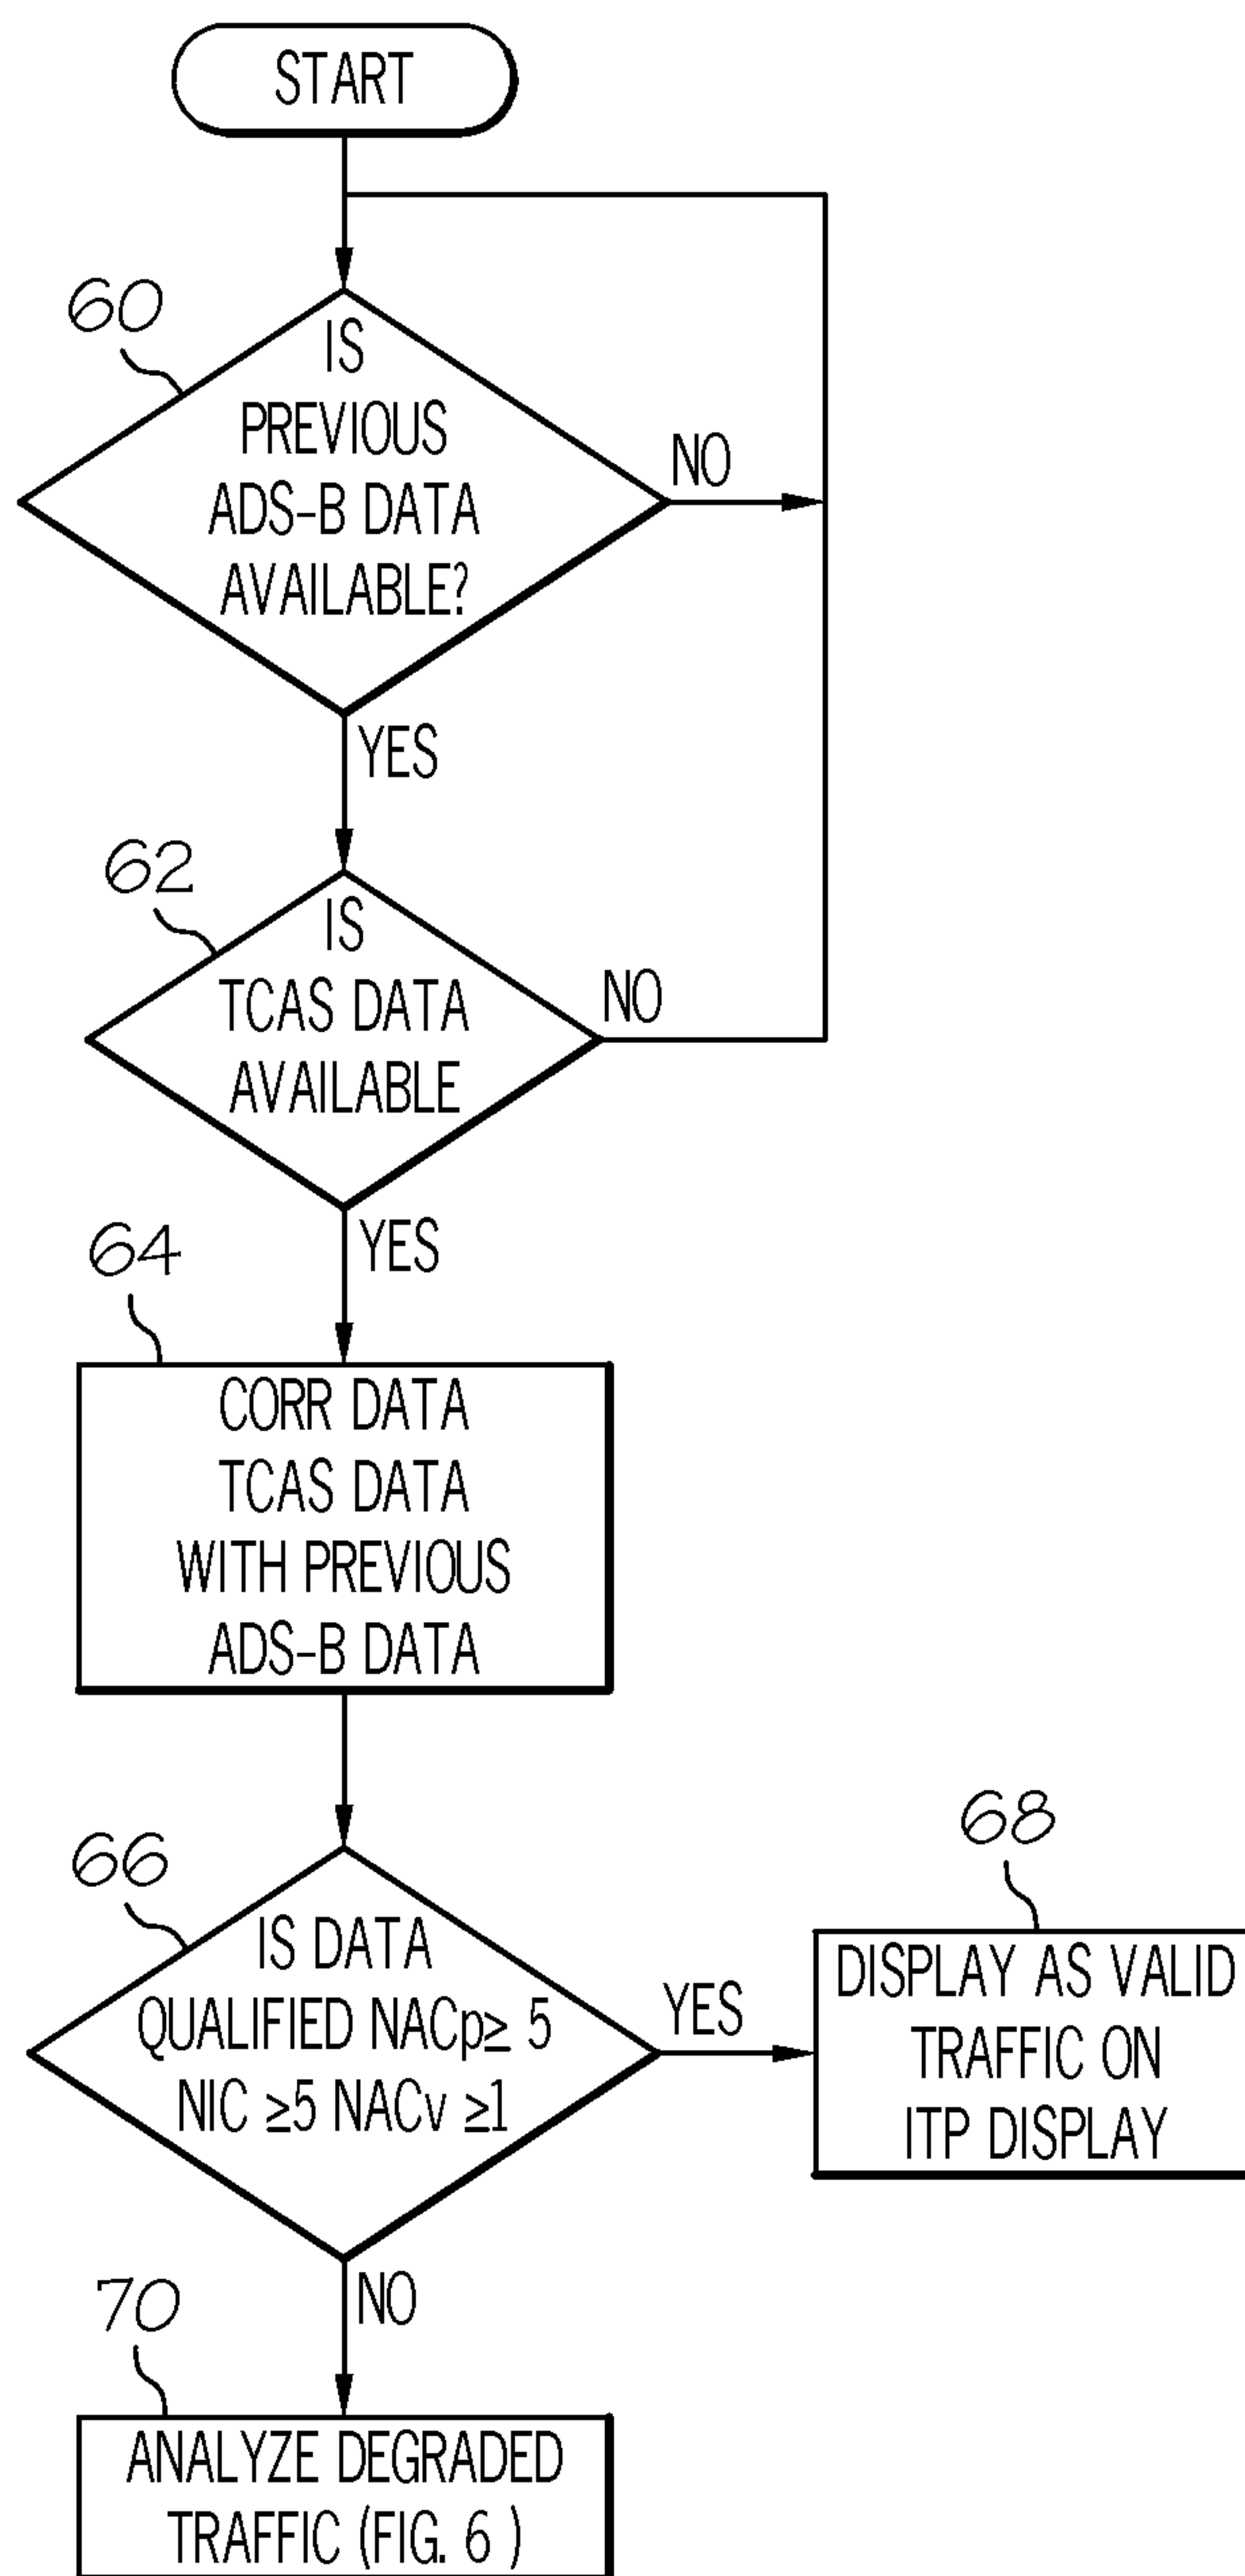 START
60
IS
PREVIOUS
ADS-B DATA
AVAILABLE?
NO
YES
62
IS
TCAS DATA
AVAILABLE
NO
YES
64
CORR DATA
TCAS DATA
WITH PREVIOUS
ADS-B DATA
66
IS DATA
QUALIFIED NACp≥ 5
NIC ≥5 NACv ≥1
YES
68
DISPLAY AS VALID
TRAFFIC ON
ITP DISPLAY
NO
70
ANALYZE DEGRADED
TRAFFIC (FIG. 6 )